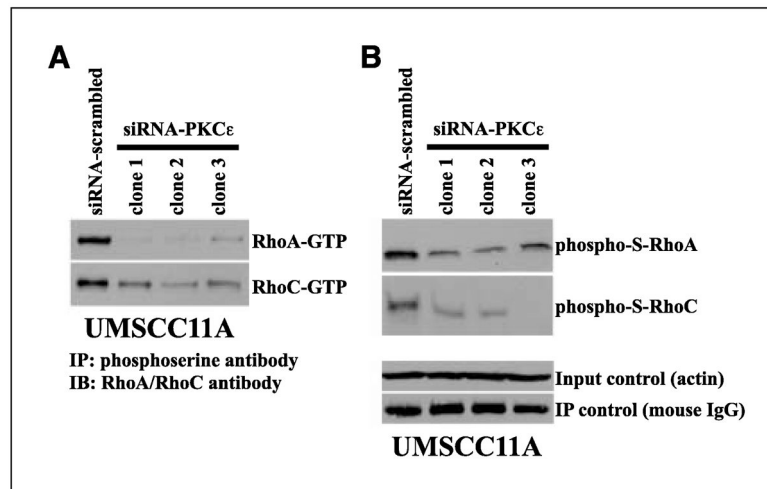 A
siRNA-scrambled
siRNA-PKCε
clone 1
clone 2
clone 3
RhoA-GTP
RhoC-GTP
UMSCC11A
IP: phosphoserine antibody
IB: RhoA/RhoC antibody
B
siRNA-scrambled
siRNA-PKCε
clone 1
clone 2
clone 3
phospho-S-RhoA
phospho-S-RhoC
Input control (actin)
IP control (mouse IgG)
UMSCC11A